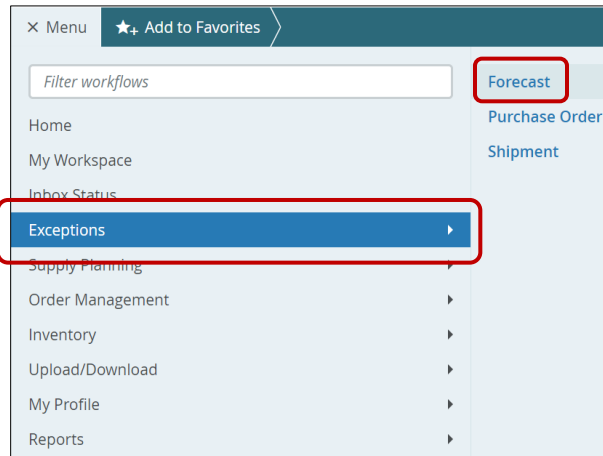 × Menu
★+ Add to Favorites
Filter workflows
Home
My Workspace
Inbox Status
Exceptions
Supply Planning
Order Management
Inventory
Upload/Download
My Profile
Reports
Forecast
Purchase Order
Shipment